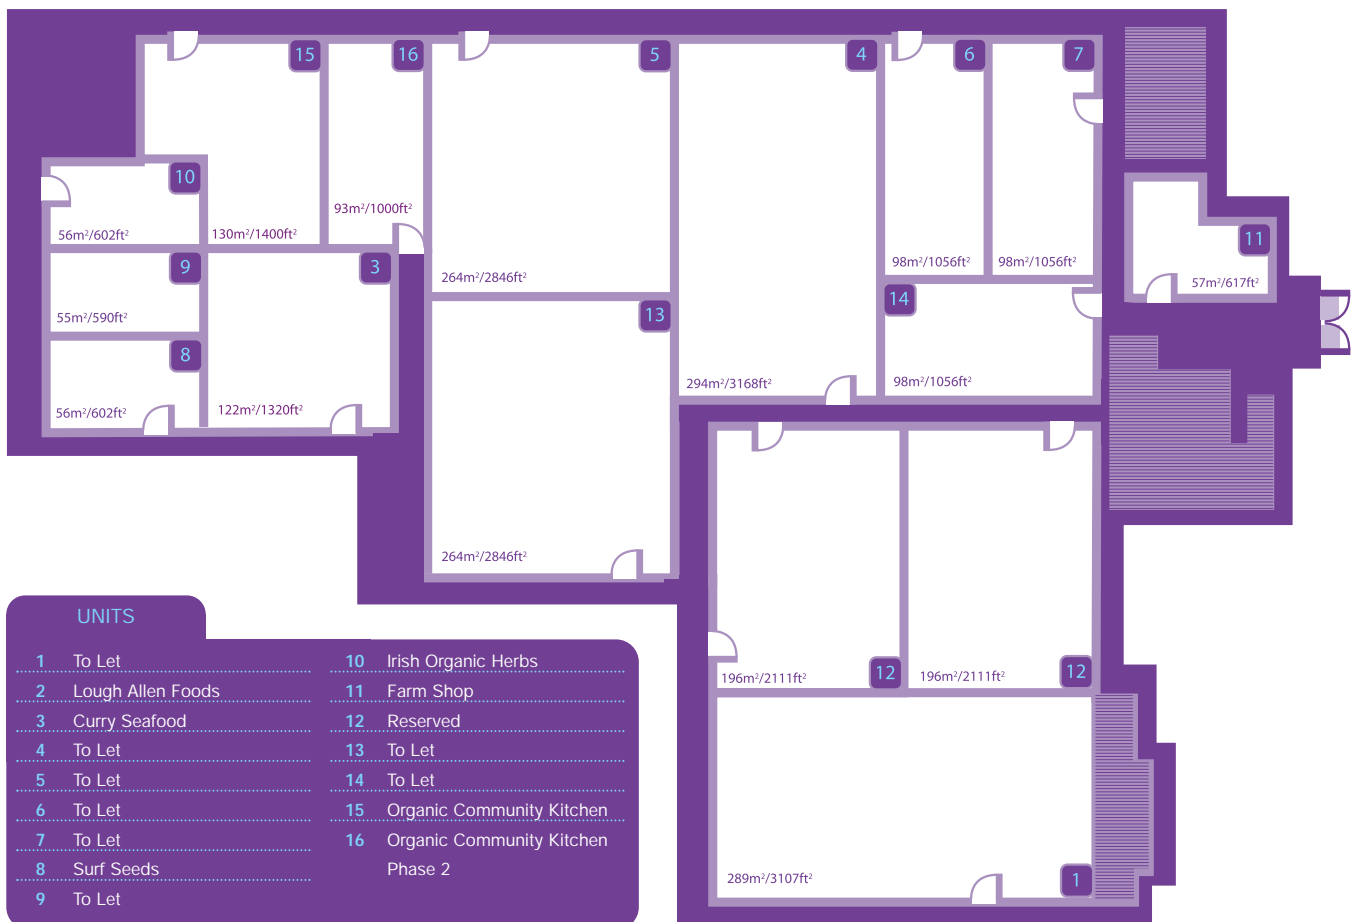 15
16
5
4
6
7
10
93m²/1000ft²
56m²/602ft²
130m²/1400ft²
11
9
3
98m²/1056ft²
98m²/1056ft²
264m²/2846ft²
57m²/617ft²
14
13
55m²/590ft²
8
294m²/3168ft²
98m²/1056ft²
56m²/602ft²
122m²/1320ft²
264m²/2846ft²
12
12
196m²/2111ft²
196m²/2111ft²
289m²/3107ft²
1
UNITS
1 To Let
2 Lough Allen Foods
3 Curry Seafood
4 To Let
5 To Let
6 To Let
7 To Let
8 Surf Seeds
9 To Let
10 Irish Organic Herbs
11 Farm Shop
12 Reserved
13 To Let
14 To Let
15 Organic Community Kitchen
16 Organic Community Kitchen
Phase 2